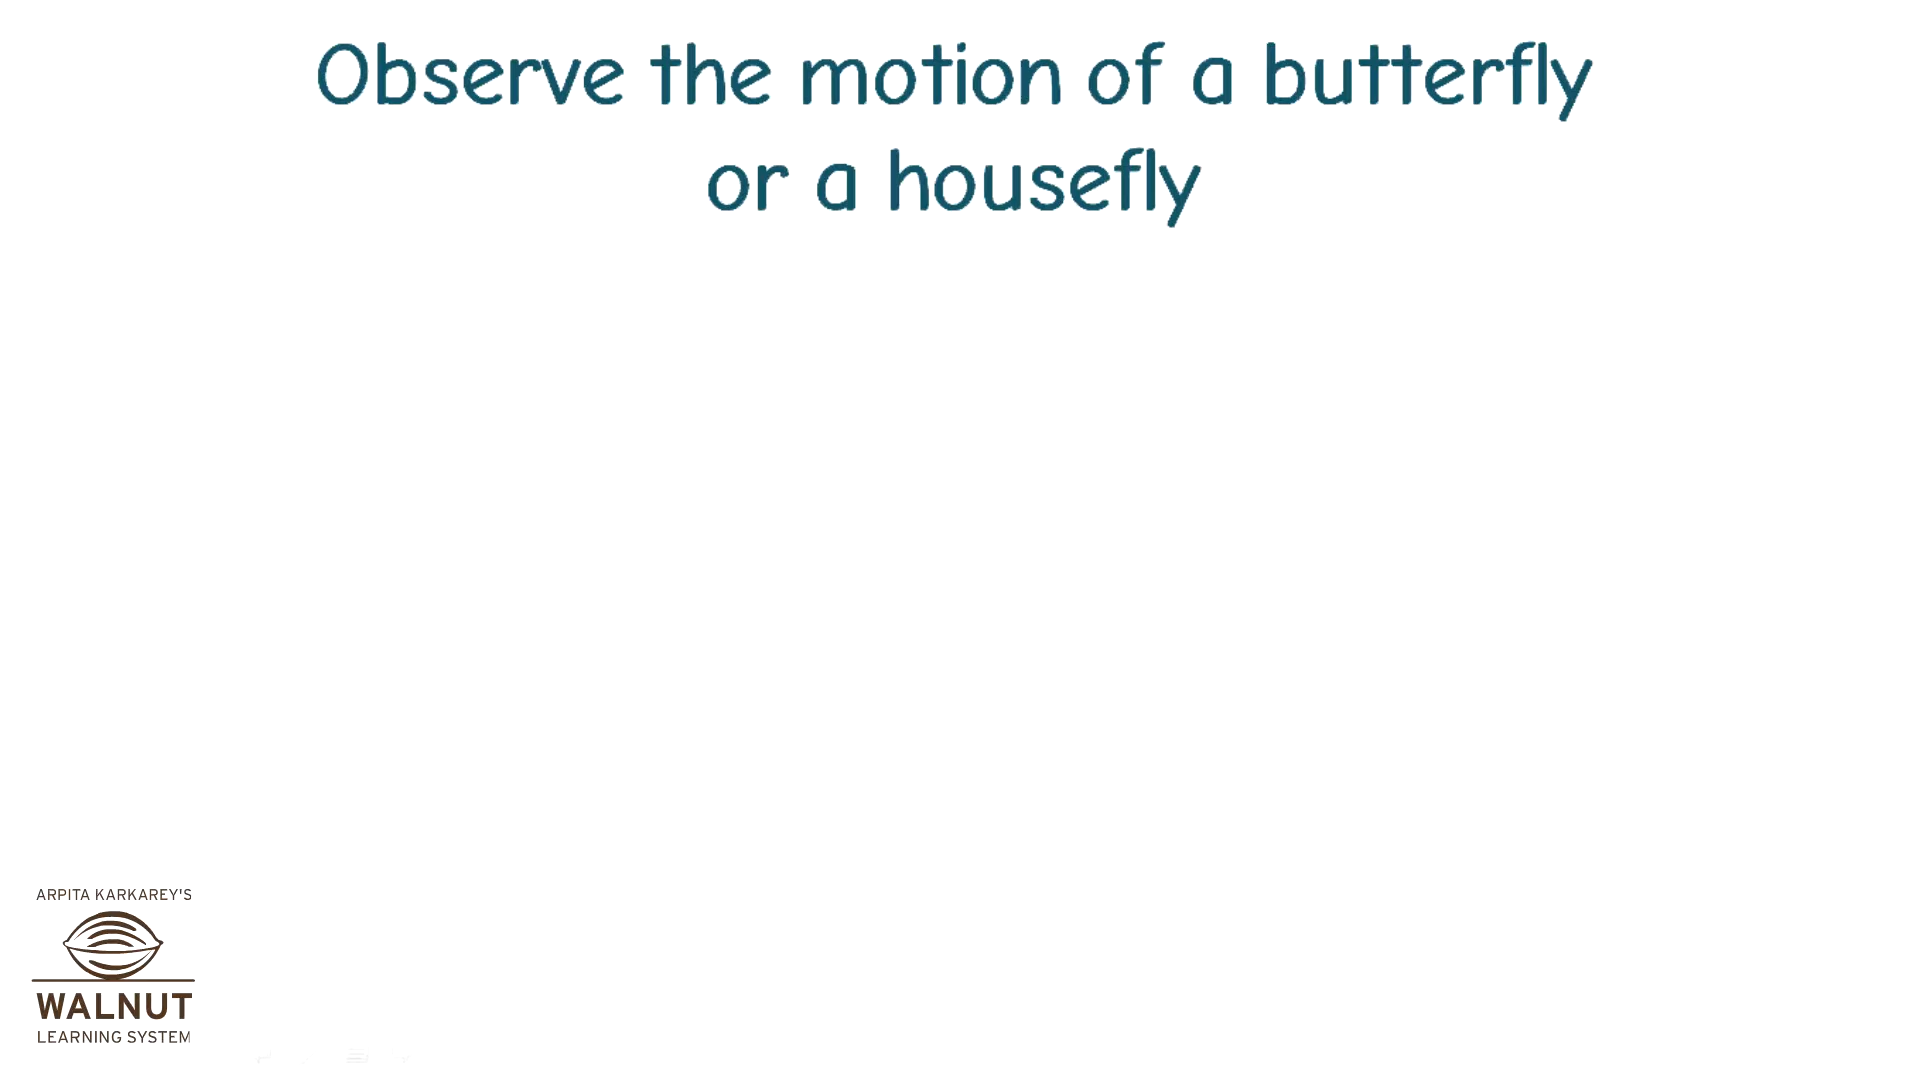 Observe the motion of a butterfly
or a housefly
ARPITA KARKAREY'S
WALNUT
LEARNING SYSTEM